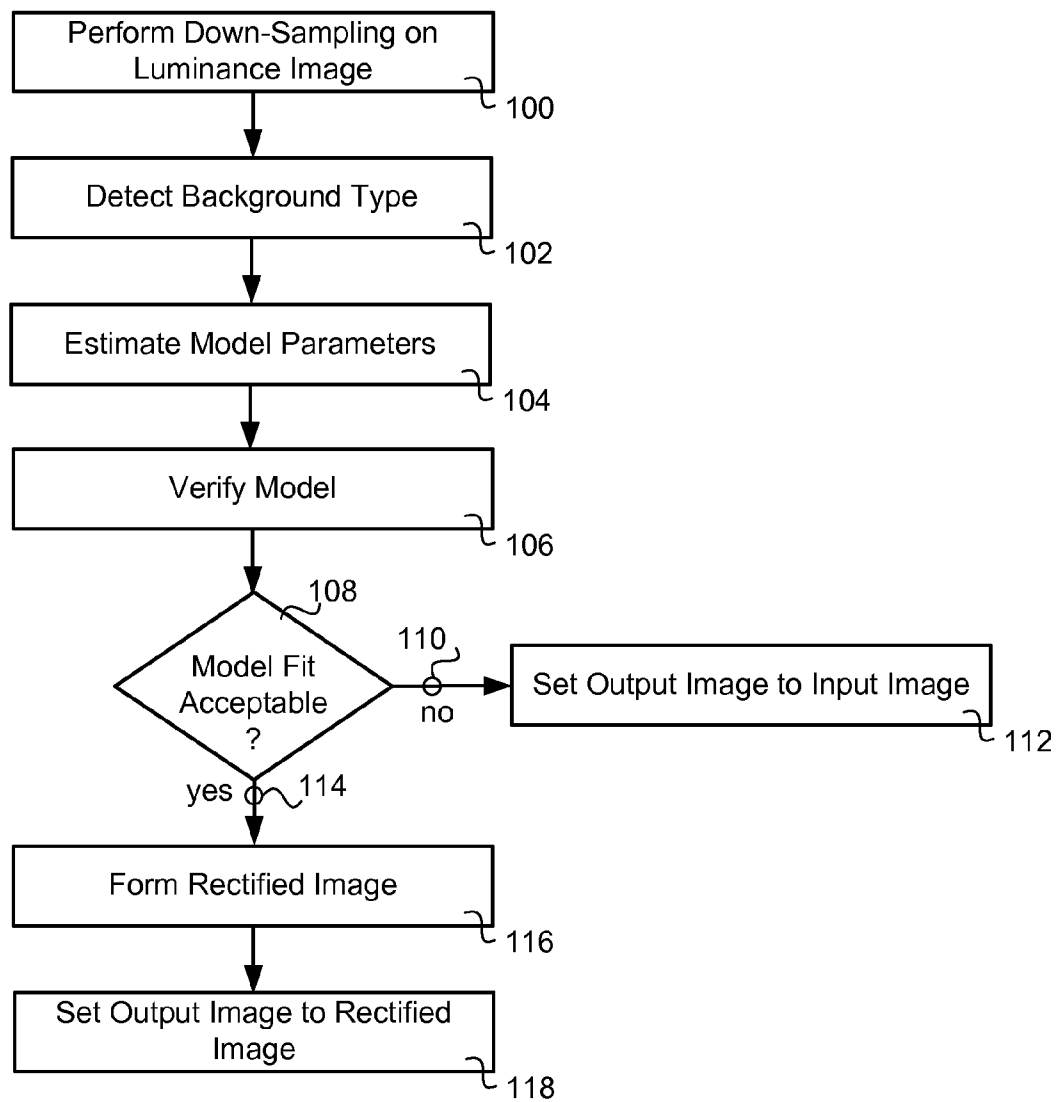 Perform Down-Sampling on
Luminance Image
100
Detect Background Type
102
Estimate Model Parameters
104
Verify Model
106
108
Model Fit
Acceptable
?
110
no
Set Output Image to Input Image
112
yes
114
Form Rectified Image
116
Set Output Image to Rectified
Image
118